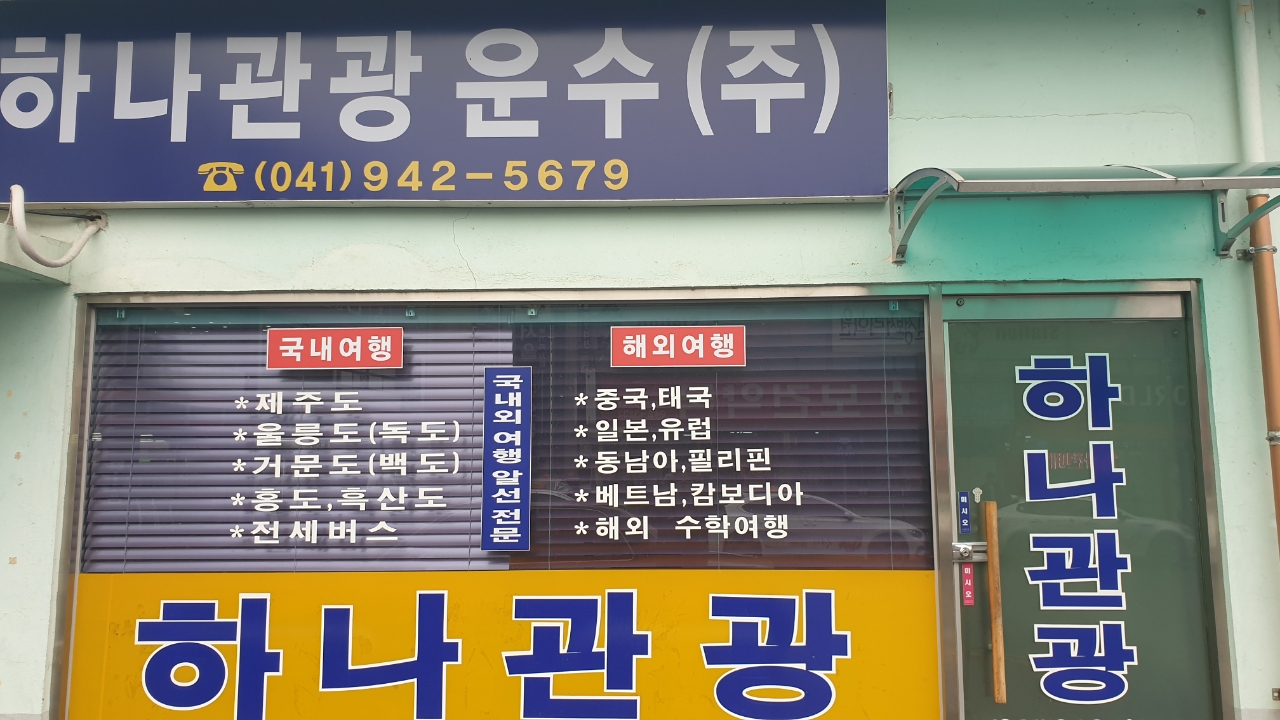 하나관광 운수(주)
☎(041)942-5679
국내여행
*제주도
*울릉도(독도)
*거문도(백도)
*홍도,흑산도
*전세버스
국내외 여행 알선 전문
해외여행
*중국,태국
*일본,유럽
*동남아,필리핀
*베트남,캄보디아
*해외 수학여행
하나관광
하나관광
미시오
미시오